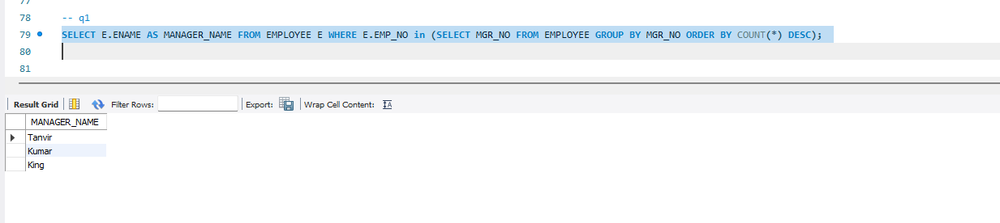 77
78 -- q1
79 SELECT E.ENAME AS MANAGER_NAME FROM EMPLOYEE E WHERE E.EMP_NO in (SELECT MGR_NO FROM EMPLOYEE GROUP BY MGR_NO ORDER BY COUNT(*) DESC);
80
81
Result Grid Filter Rows: Export: Wrap Cell Content:
MANAGER_NAME
Tanvir
Kumar
King